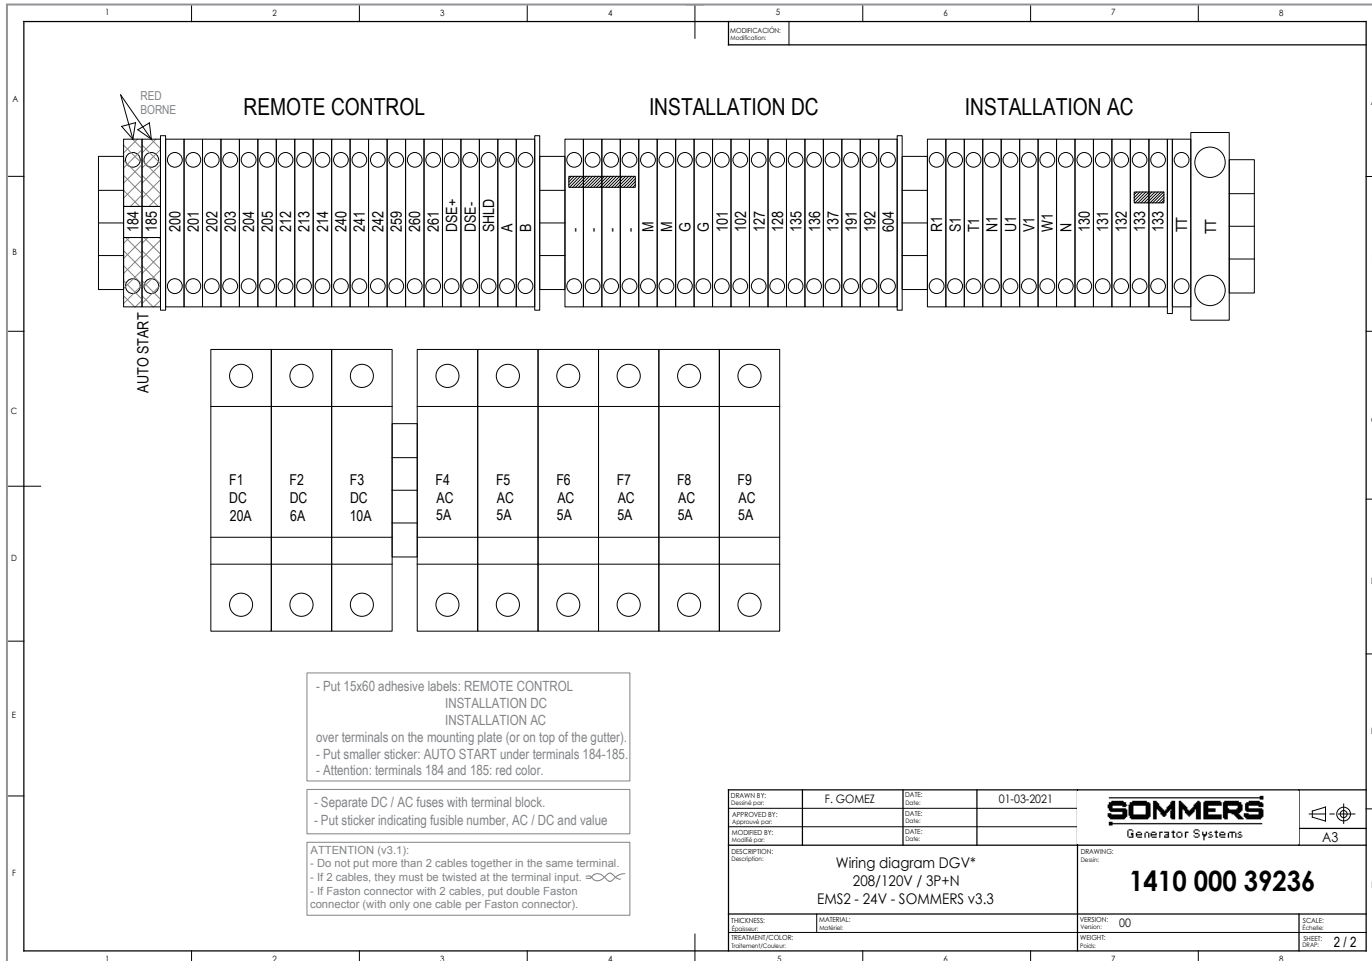 1 2 3 4 5 6 7 8
MODIFICACIÓN:
Modification:
A
RED
BORNE
REMOTE CONTROL
INSTALLATION DC
INSTALLATION AC
B
184 185 200 201 202 203 204 205 212 213 214 240 241 242 259 260 261 DSE+ DSE- SHLD A B
- - - - M M G G 101 102 127 128 135 136 137 191 192 604
R1 S1 T1 N1 U1 V1 W1 N 130 131 132 133 133 TT TT
AUTO START
C
F1 F2 F3 F4 F5 F6 F7 F8 F9
DC DC DC AC AC AC AC AC AC
20A 6A 10A 5A 5A 5A 5A 5A 5A
D
E
- Put 15x60 adhesive labels: REMOTE CONTROL
INSTALLATION DC
INSTALLATION AC
over terminals on the mounting plate (or on top of the gutter).
- Put smaller sticker: AUTO START under terminals 184-185.
- Attention: terminals 184 and 185: red color.
- Separate DC / AC fuses with terminal block.
- Put sticker indicating fusible number, AC / DC and value
ATTENTION (v3.1):
- Do not put more than 2 cables together in the same terminal.
- If 2 cables, they must be twisted at the terminal input.
- If Faston connector with 2 cables, put double Faston
connector (with only one cable per Faston connector).
F
DRAWN BY:
Dessiné par:
F. GOMEZ
DATE:
Date:
01-03-2021
APPROVED BY:
Approuvé par:
DATE:
Date:
MODIFIED BY:
Modifié par:
DATE:
Date:
SOMMERS
Generator Systems
A3
DESCRIPTION:
Description:
Wiring diagram DGV*
208/120V / 3P+N
EMS2 - 24V - SOMMERS v3.3
DRAWING:
Dessin:
1410 000 39236
THICKNESS:
Épaisseur:
MATERIAL:
Matériel:
VERSION:
Version:
00
SCALE:
Échelle:
TREATMENT/COLOR:
Traitement/Couleur:
WEIGHT:
Poids:
SHEET:
DRAP:
2 / 2
1 2 3 4 5 6 7 8